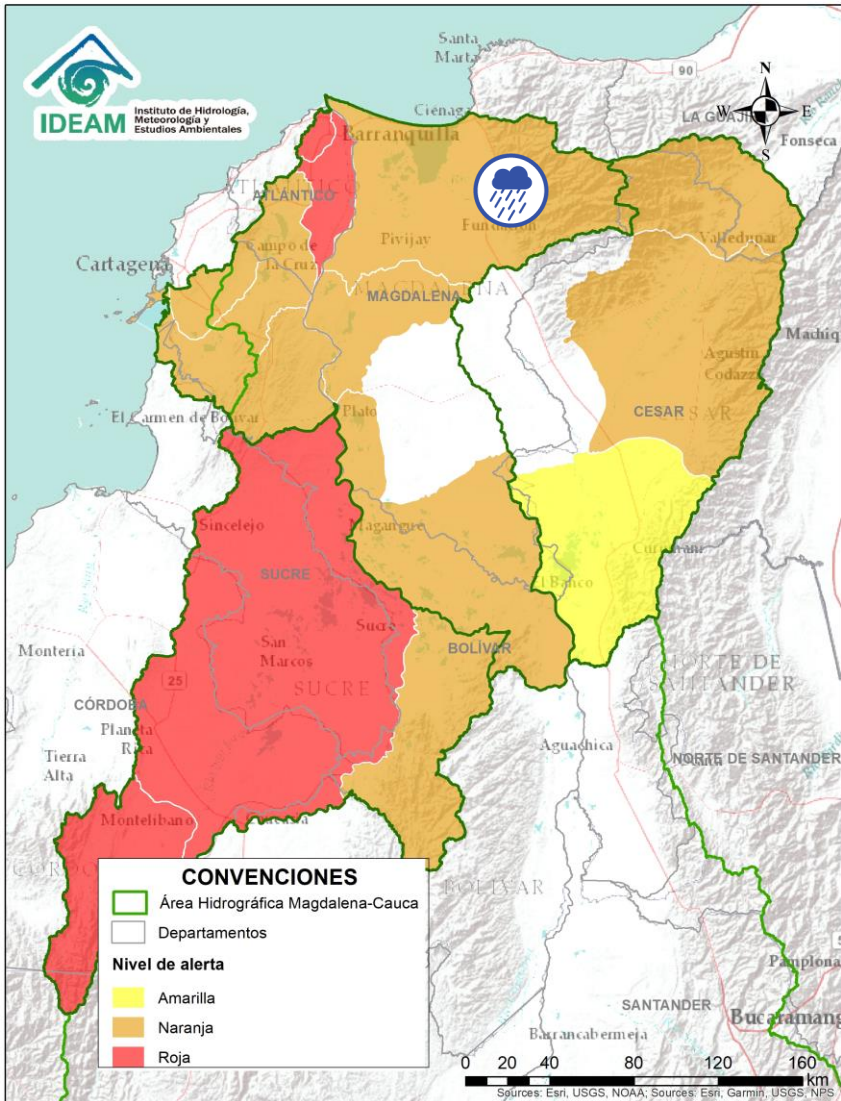 IDEAM
Instituto de Hidrología,
Meteorología y
Estudios Ambientales
Santa
Marta
90
N
W
E
S
LA GUAJI
Fonseca
Ciénaga
Barranquilla
ATLÁNTICO
Campo de
la Cruz
Pivijay
Fundación
Valledupar
Cartagena
MAGDALENA
Machiq
Agustín
Codazzi
El Carmen de Bolívar
Plato
CESAR
Sincelejo
Magangué
SUCRE
Curumaní
El Banco
Sucre
Montería
San
Marcos
BOLÍVAR
SUCRE
NORTE DE
SANTANDER
25
CÓRDOBA
Planeta
Rica
Tierra
Alta
Aguachica
NORTE DE SANTANDER
Montelíbano
Caucasia
BOLÍVAR
CONVENCIONES
Área Hidrográfica Magdalena-Cauca
Departamentos
Nivel de alerta
Amarilla
Naranja
Roja
Pamplona
SANTANDER
Bucaramang
Barrancabermeja
0 20 40 80 120 160
km
Sources: Esri, USGS, NOAA; Sources: Esri, Garmin, USGS, NPS